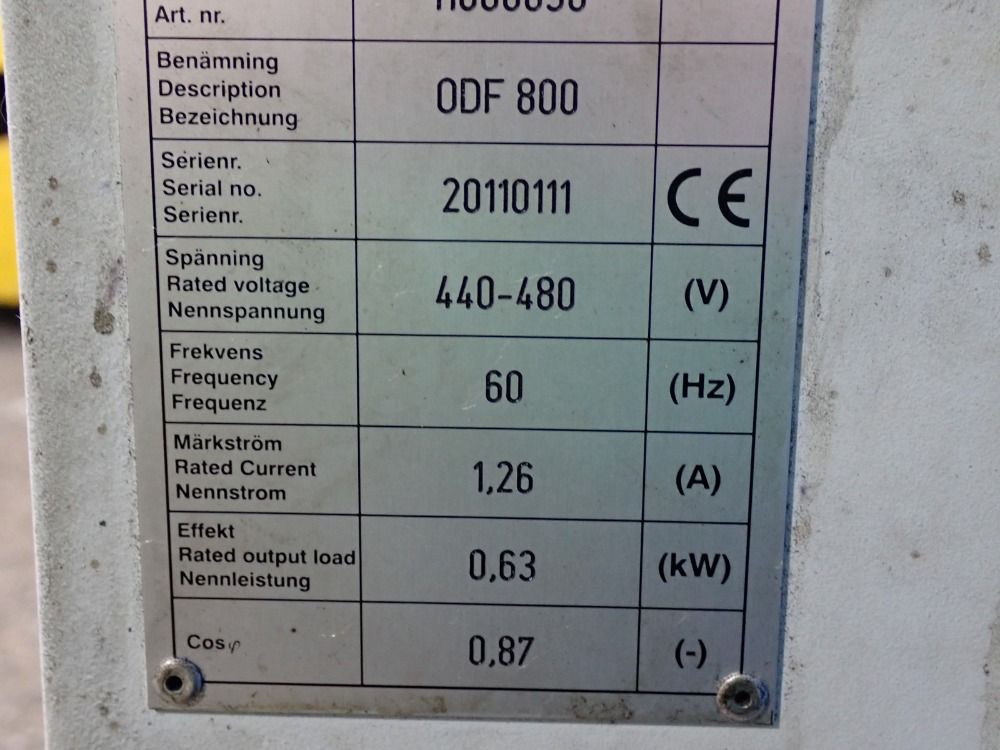 Art. nr.
Benämning
Description
Bezeichnung
ODF 800
Serienr.
Serial no.
Serienr.
20110111
CE
Spänning
Rated voltage
Nennspannung
440-480
(V)
Frekvens
Frequency
Frequenz
60
(Hz)
Märkström
Rated Current
Nennstrom
1,26
(A)
Effekt
Rated output load
Nennleistung
0,63
(kW)
Cosφ
0,87
(-)